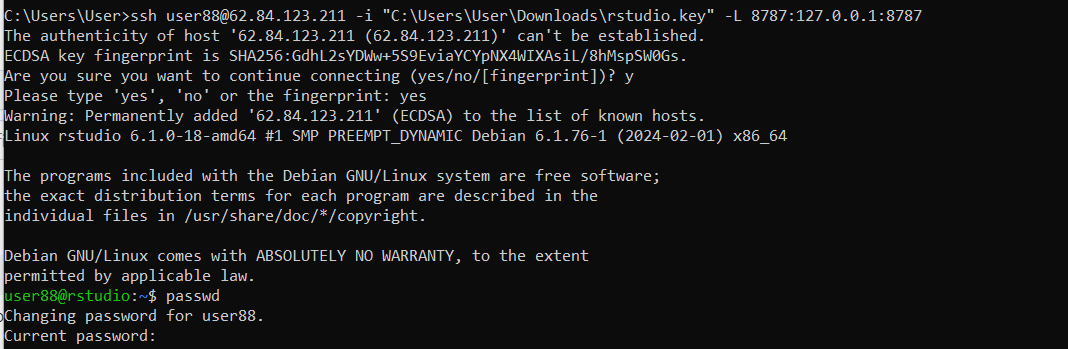 C:\Users\User>ssh user88@62.84.123.211 -i "C:\Users\User\Downloads\rstudio.key" -L 8787:127.0.0.1:8787
The authenticity of host '62.84.123.211 (62.84.123.211)' can't be established.
ECDSA key fingerprint is SHA256:GdhL2sYDWw+5S9EviaYCYpNX4WIXAsiL/8hMspSW0Gs.
Are you sure you want to continue connecting (yes/no/[fingerprint])? y
Please type 'yes', 'no' or the fingerprint: yes
Warning: Permanently added '62.84.123.211' (ECDSA) to the list of known hosts.
Linux rstudio 6.1.0-18-amd64 #1 SMP PREEMPT_DYNAMIC Debian 6.1.76-1 (2024-02-01) x86_64

The programs included with the Debian GNU/Linux system are free software;
the exact distribution terms for each program are described in the
individual files in /usr/share/doc/*/copyright.

Debian GNU/Linux comes with ABSOLUTELY NO WARRANTY, to the extent
permitted by applicable law.
user88@rstudio:~$ passwd
Changing password for user88.
Current password: